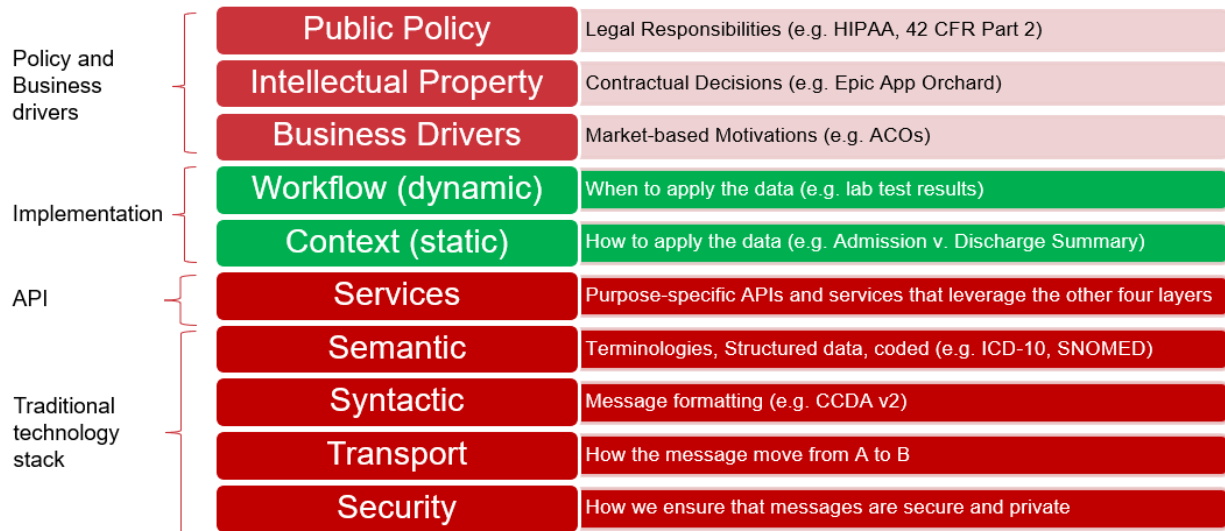 Policy and
Business
drivers
Public Policy
Legal Responsibilities (e.g. HIPAA, 42 CFR Part 2)
Intellectual Property
Contractual Decisions (e.g. Epic App Orchard)
Business Drivers
Market-based Motivations (e.g. ACOs)
Implementation
Workflow (dynamic)
When to apply the data (e.g. lab test results)
Context (static)
How to apply the data (e.g. Admission v. Discharge Summary)
API
Services
Purpose-specific APIs and services that leverage the other four layers
Traditional
technology
stack
Semantic
Terminologies, Structured data, coded (e.g. ICD-10, SNOMED)
Syntactic
Message formatting (e.g. CCDA v2)
Transport
How the message move from A to B
Security
How we ensure that messages are secure and private